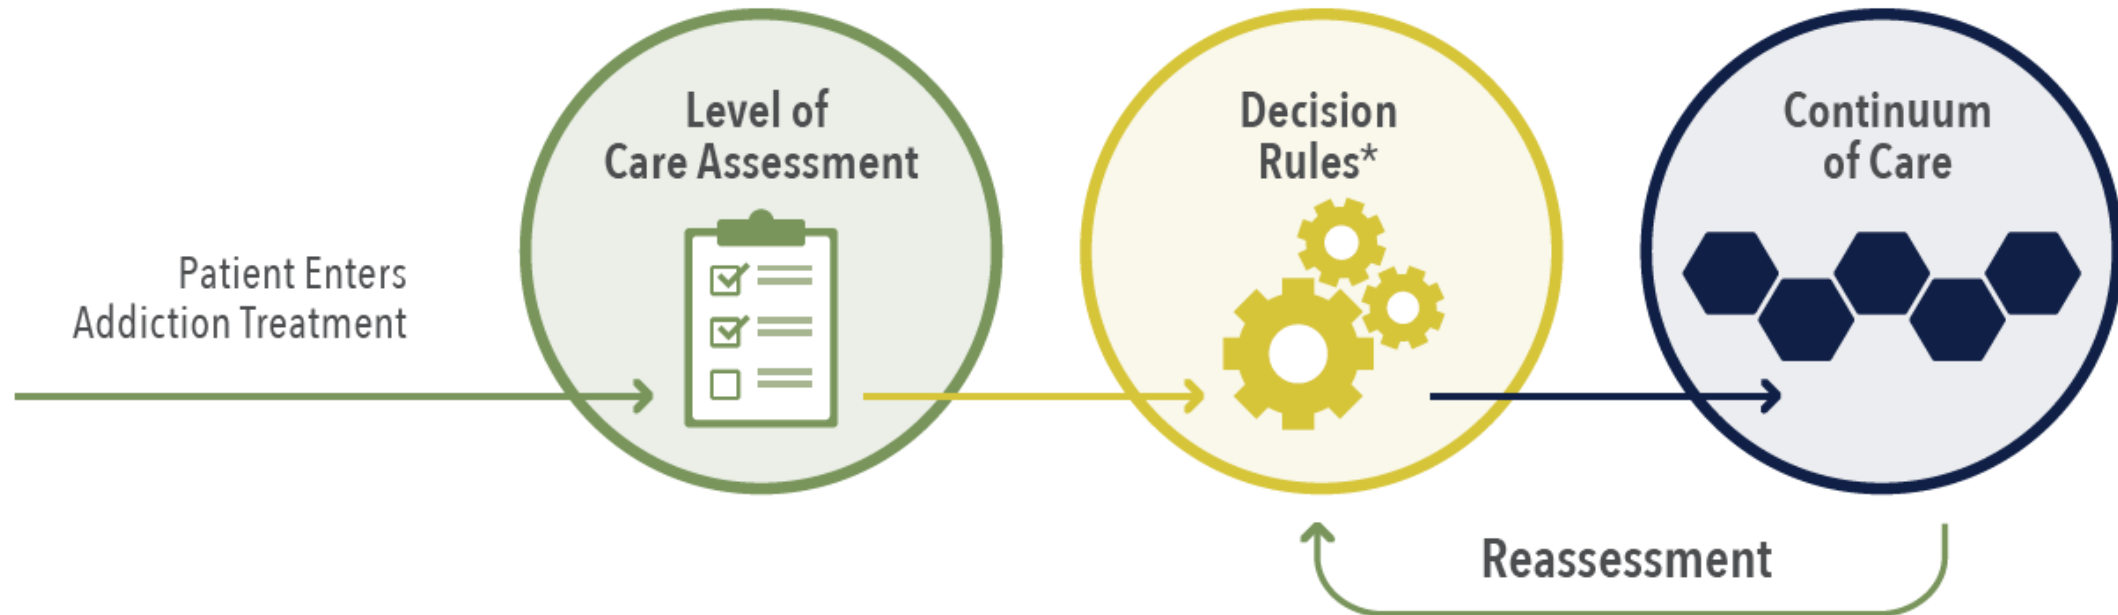 Patient Enters
Addiction Treatment
Level of
Care Assessment
Decision
Rules*
Continuum
of Care
Reassessment